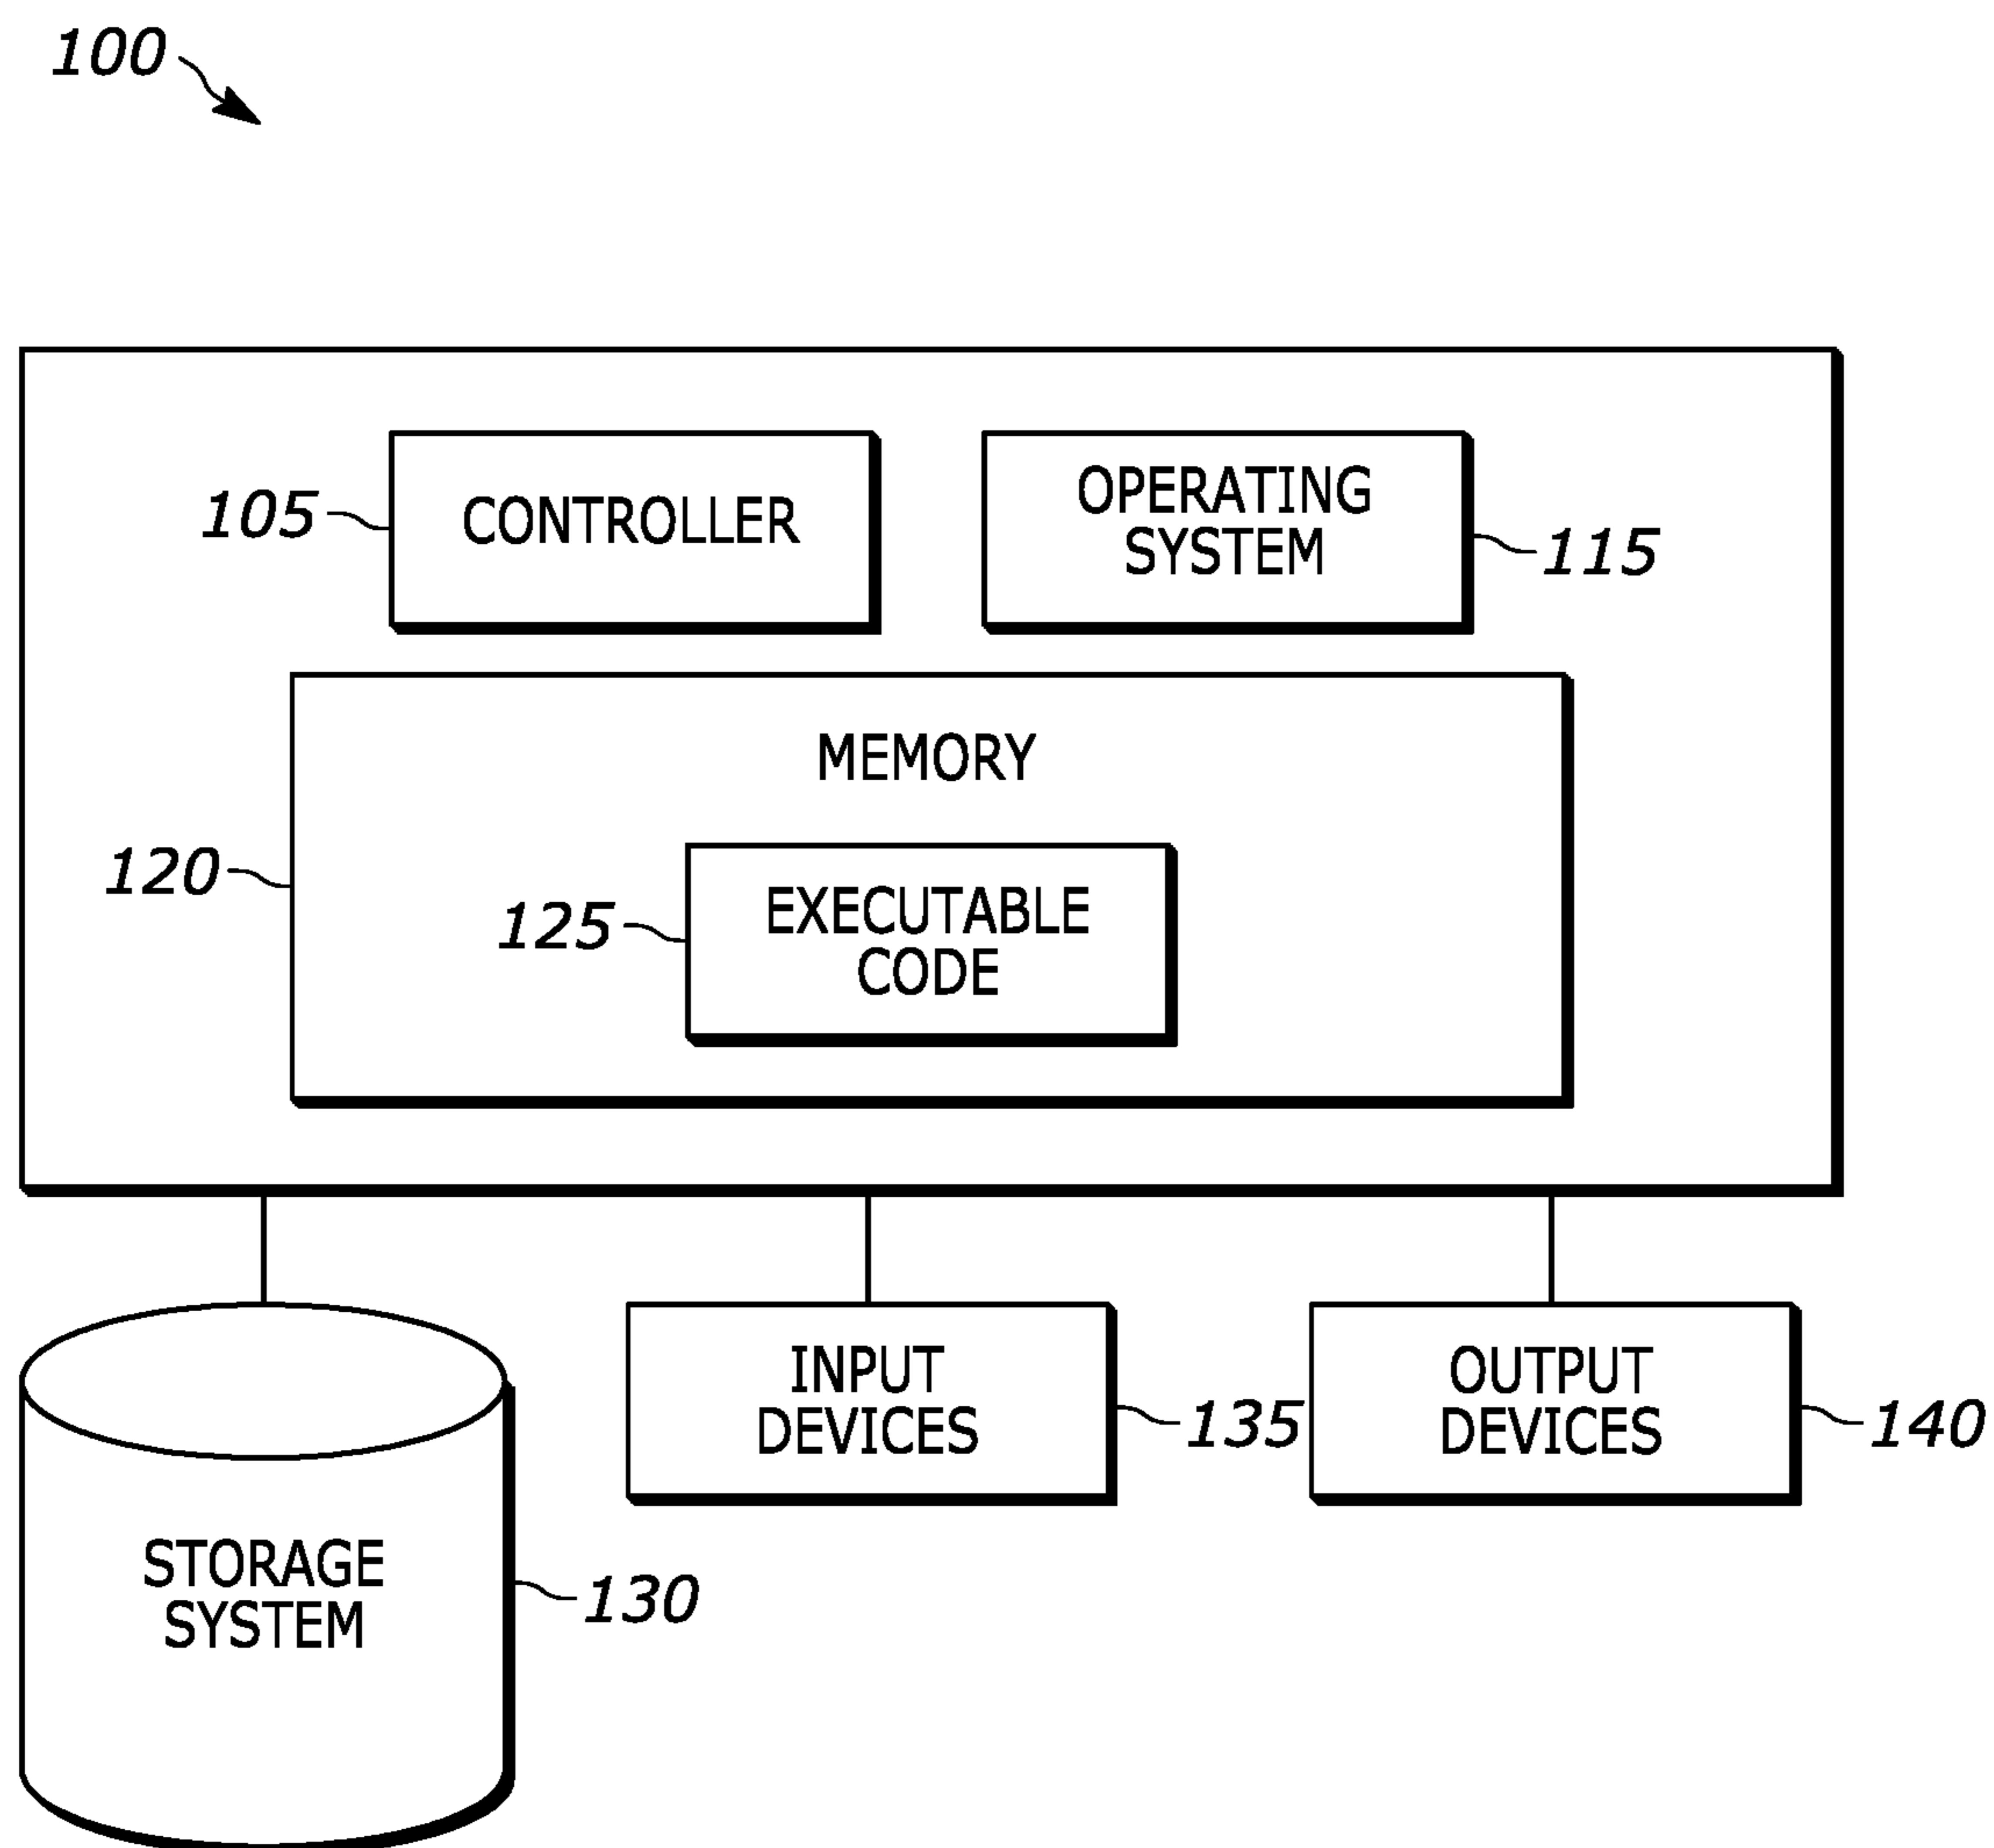 100
CONTROLLER
105
OPERATING
SYSTEM
115
MEMORY
120
125
EXECUTABLE
CODE
INPUT
DEVICES
135
OUTPUT
DEVICES
140
STORAGE
SYSTEM
130